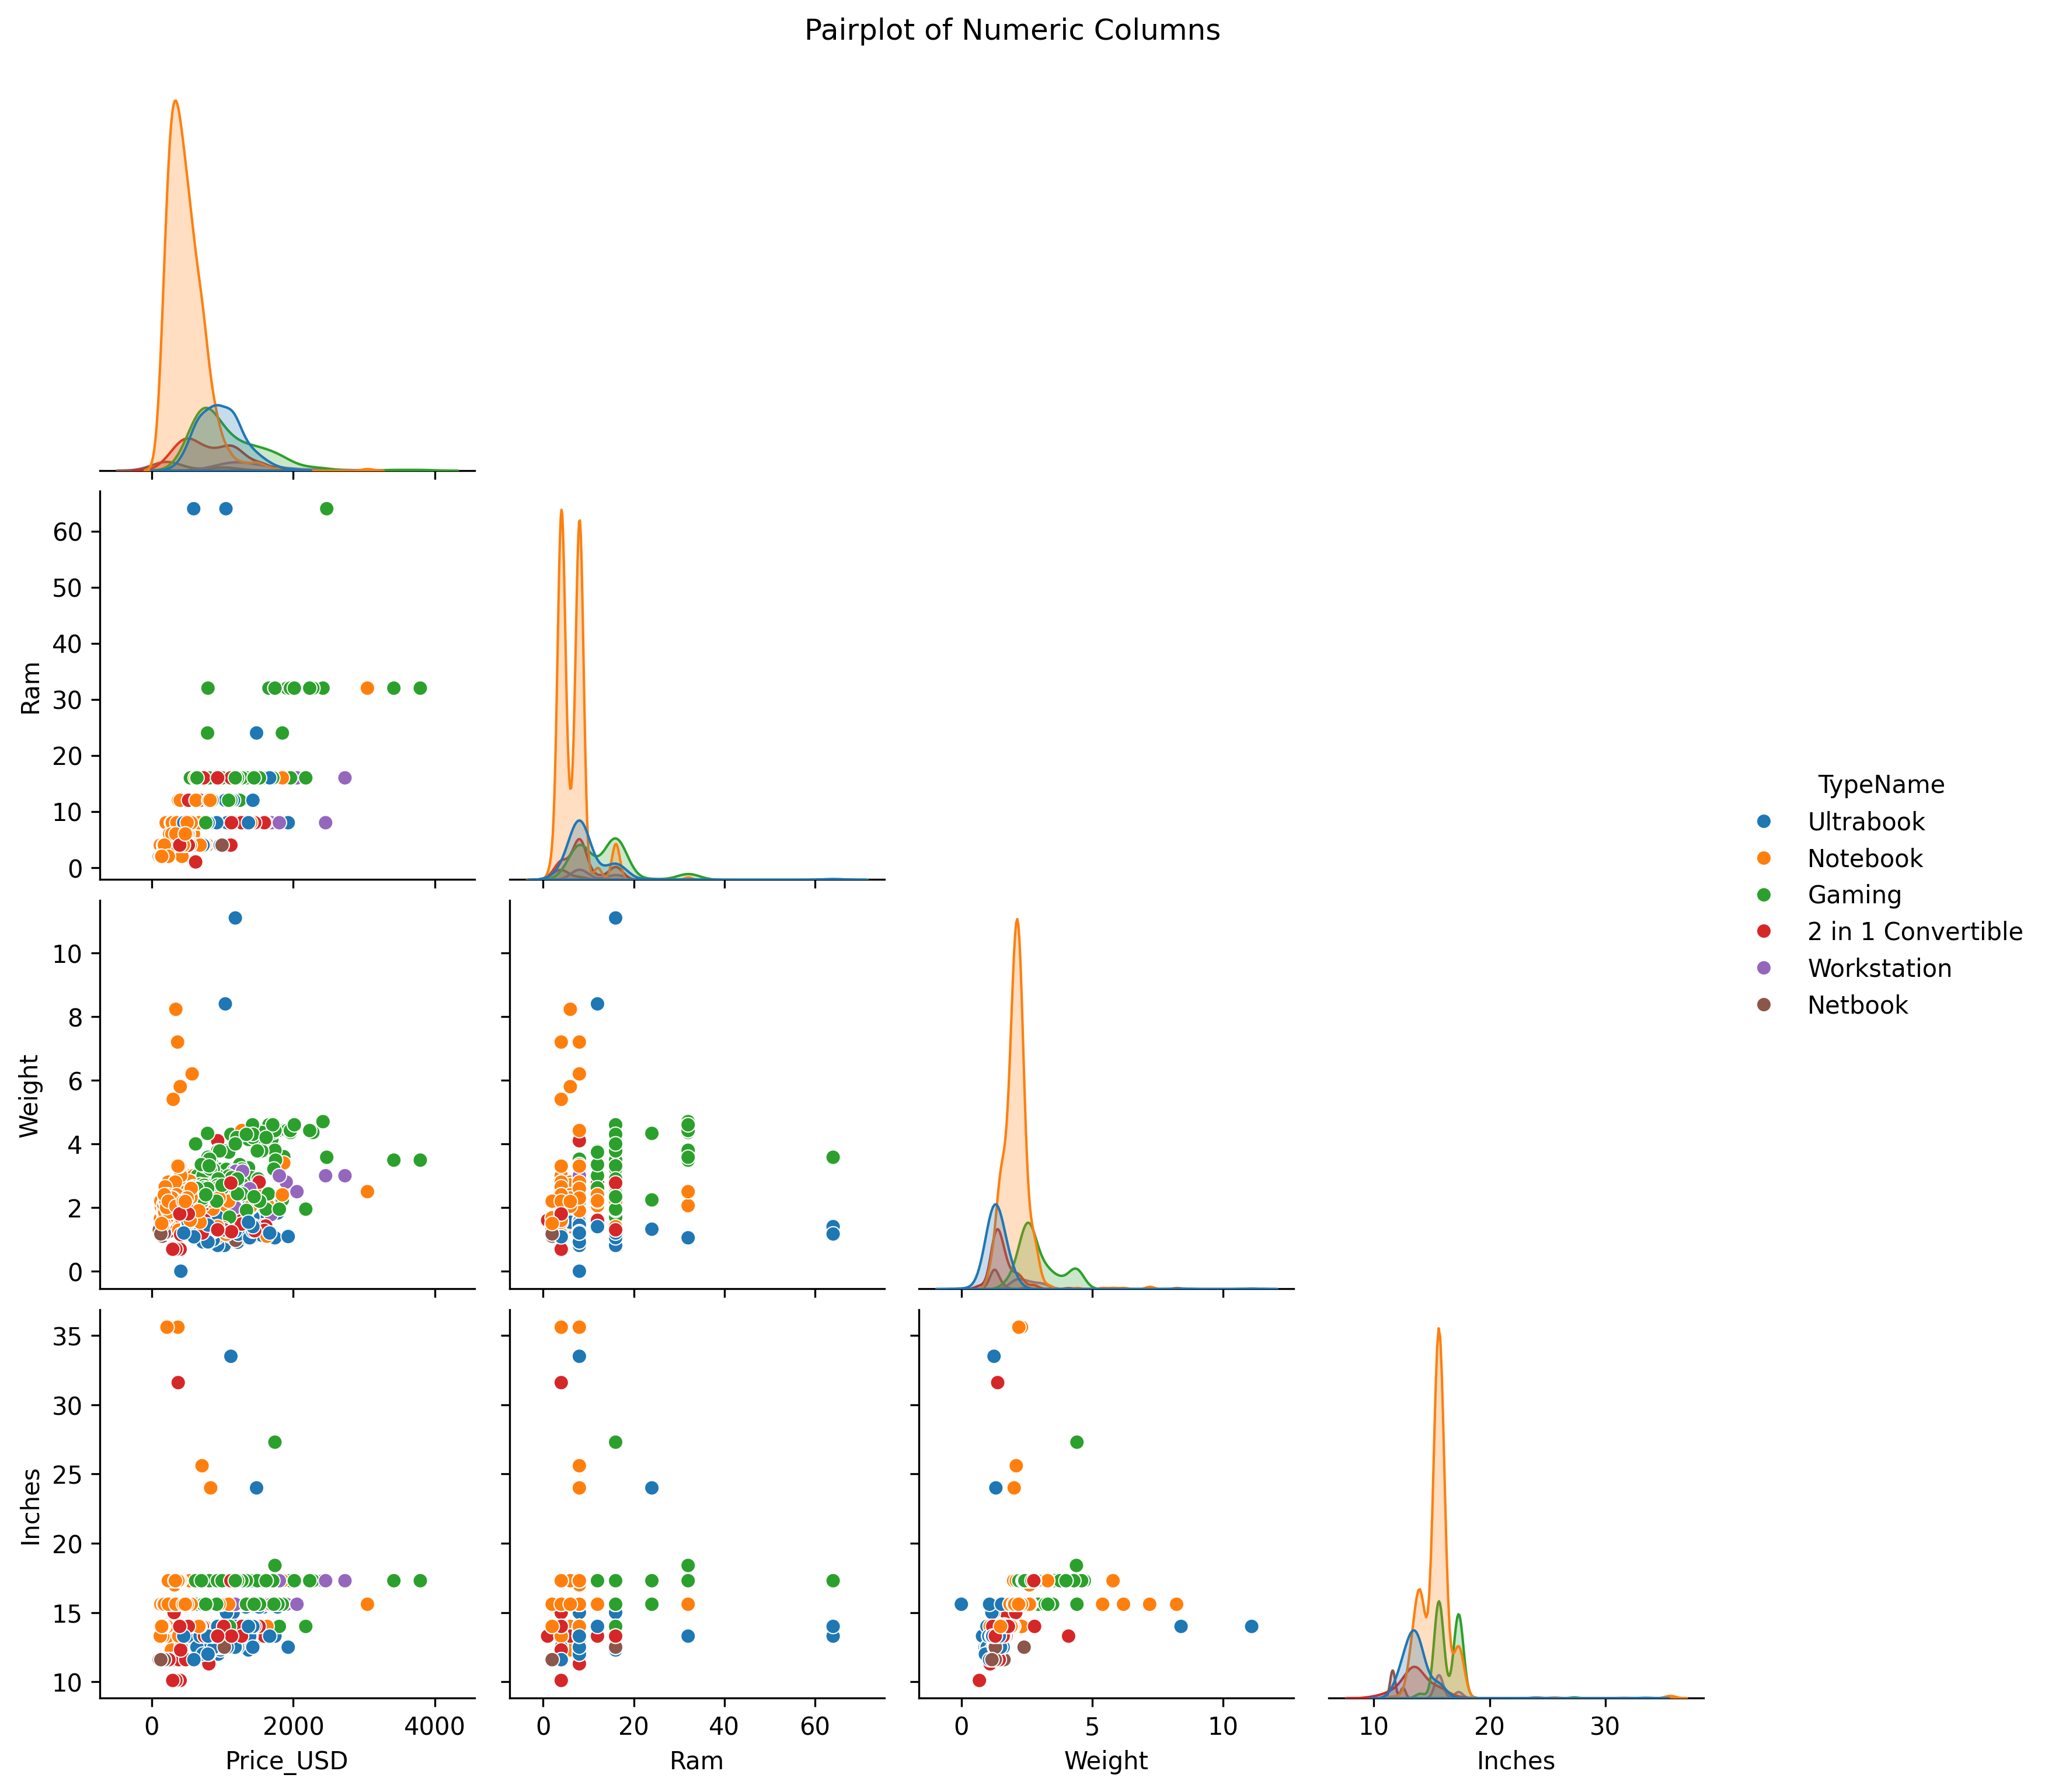 Pairplot of Numeric Columns
60
50
40
30
20
10
0
Ram
10
8
6
4
2
0
Weight
35
30
25
20
15
10
Inches
0 2000 4000
Price_USD
0 20 40 60
Ram
0 5 10
Weight
10 20 30
Inches
TypeName
Ultrabook
Notebook
Gaming
2 in 1 Convertible
Workstation
Netbook